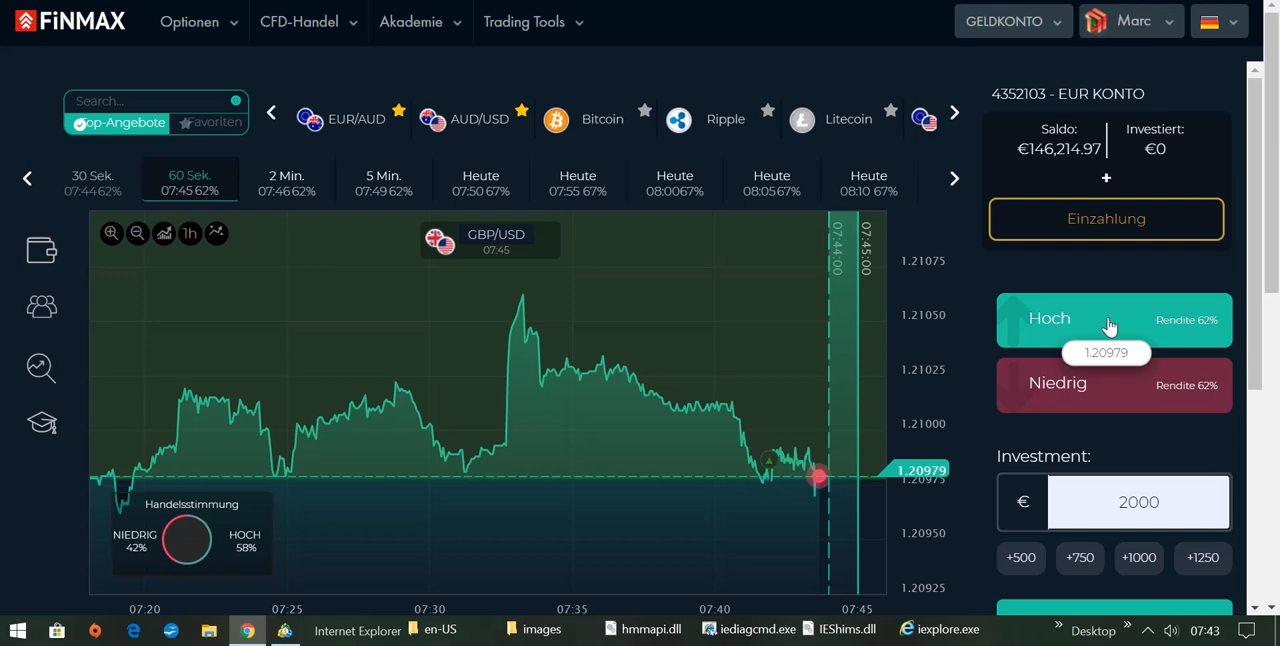 FiNMAX
Optionen
CFD-Handel
Akademie
Trading Tools
GELDKONTO
Marc
Search...
Top-Angebote
Favoriten
EUR/AUD
AUD/USD
Bitcoin
Ripple
Litecoin
30 Sek.
07:44 62%
60 Sek.
07:45 62%
2 Min.
07:46 62%
5 Min.
07:49 62%
Heute
07:50 67%
Heute
07:55 67%
Heute
08:00 67%
Heute
08:05 67%
Heute
08:10 67%
4352103 - EUR KONTO
Saldo:
€146,214.97
Investiert:
€0
+
Einzahlung
1h
GBP/USD
07:45
07:44:00
07:45:00
1.21075
1.21050
1.21025
1.21000
1.20979
1.20975
1.20950
1.20925
Hoch
Rendite 62%
1.20979
Niedrig
Rendite 62%
Investment:
€
2000
+500
+750
+1000
+1250
Handelsstimmung
NIEDRIG
42%
HOCH
58%
07:20
07:25
07:30
07:35
07:40
07:45
Internet Explorer
en-US
images
hmmapi.dll
iediagcmd.exe
IEShims.dll
iexplore.exe
Desktop
07:43